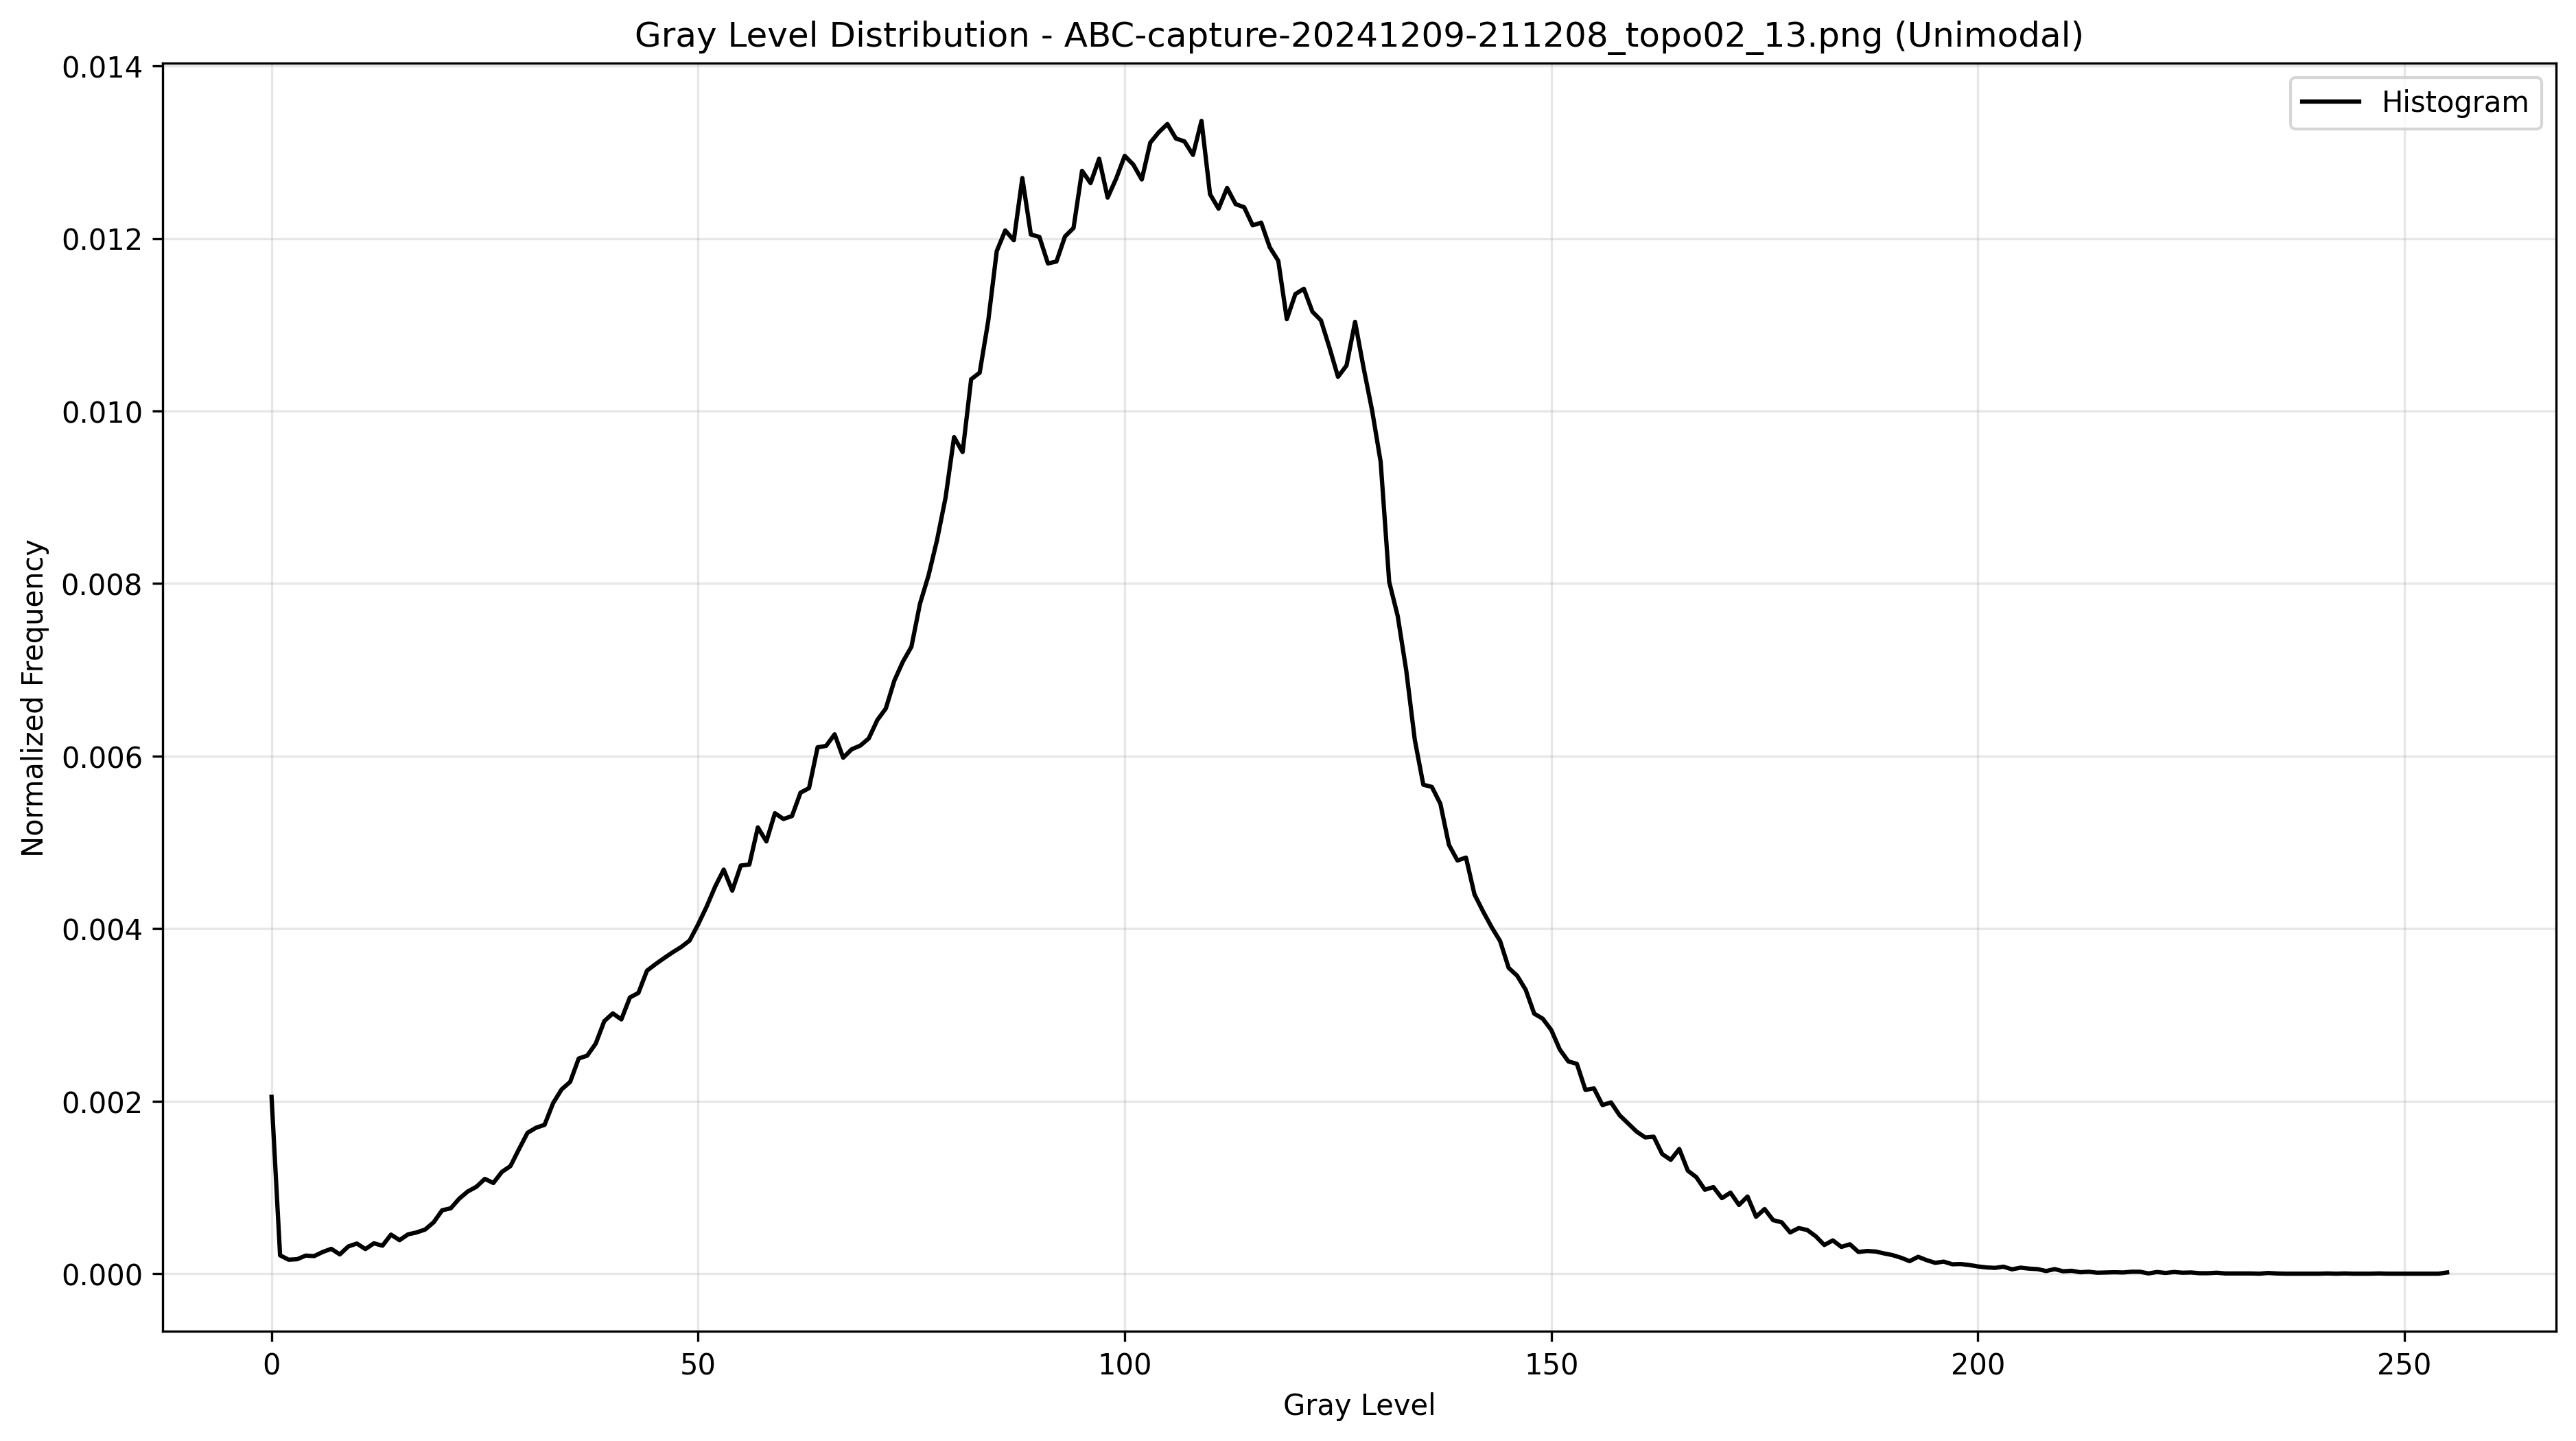 Gray Level Distribution - ABC-capture-20241209-211208_topo02_13.png (Unimodal)
Histogram
Normalized Frequency
0.014
0.012
0.010
0.008
0.006
0.004
0.002
0.000
0 50 100 150 200 250
Gray Level